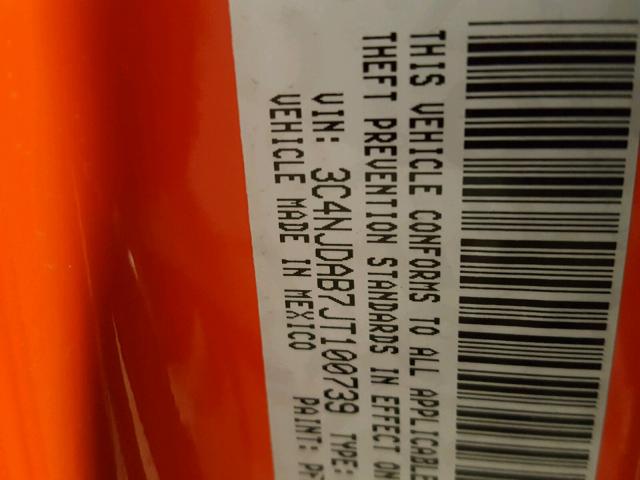 THIS VEHICLE CONFORMS TO ALL APPLICABLE
THEFT PREVENTION STANDARDS IN EFFECT ON
VIN: 3C4NJDAB7JT100739 TYPE:
VEHICLE MADE IN MEXICO PAINT: